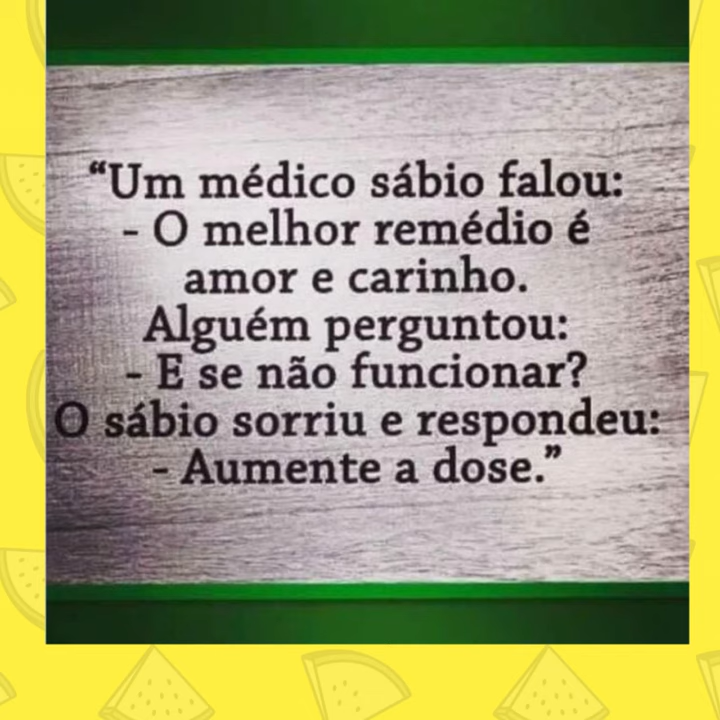 “Um médico sábio falou:
- O melhor remédio é
amor e carinho.
Alguém perguntou:
- E se não funcionar?
O sábio sorriu e respondeu:
- Aumente a dose.”